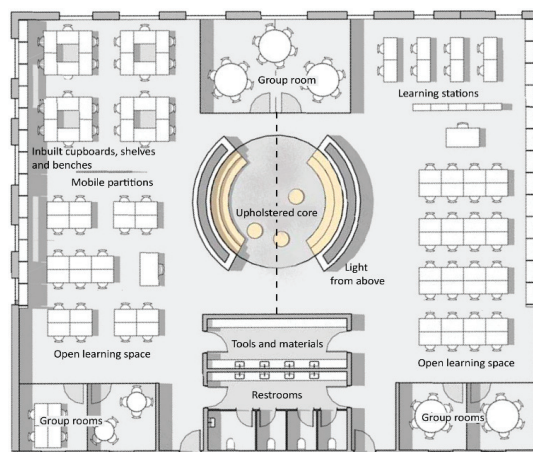 Group room
Learning stations
Inbuilt cupboards, shelves
and benches
Mobile partitions
Upholstered core
Light
from above
Tools and materials
Open learning space
Open learning space
Restrooms
Group rooms
Group rooms